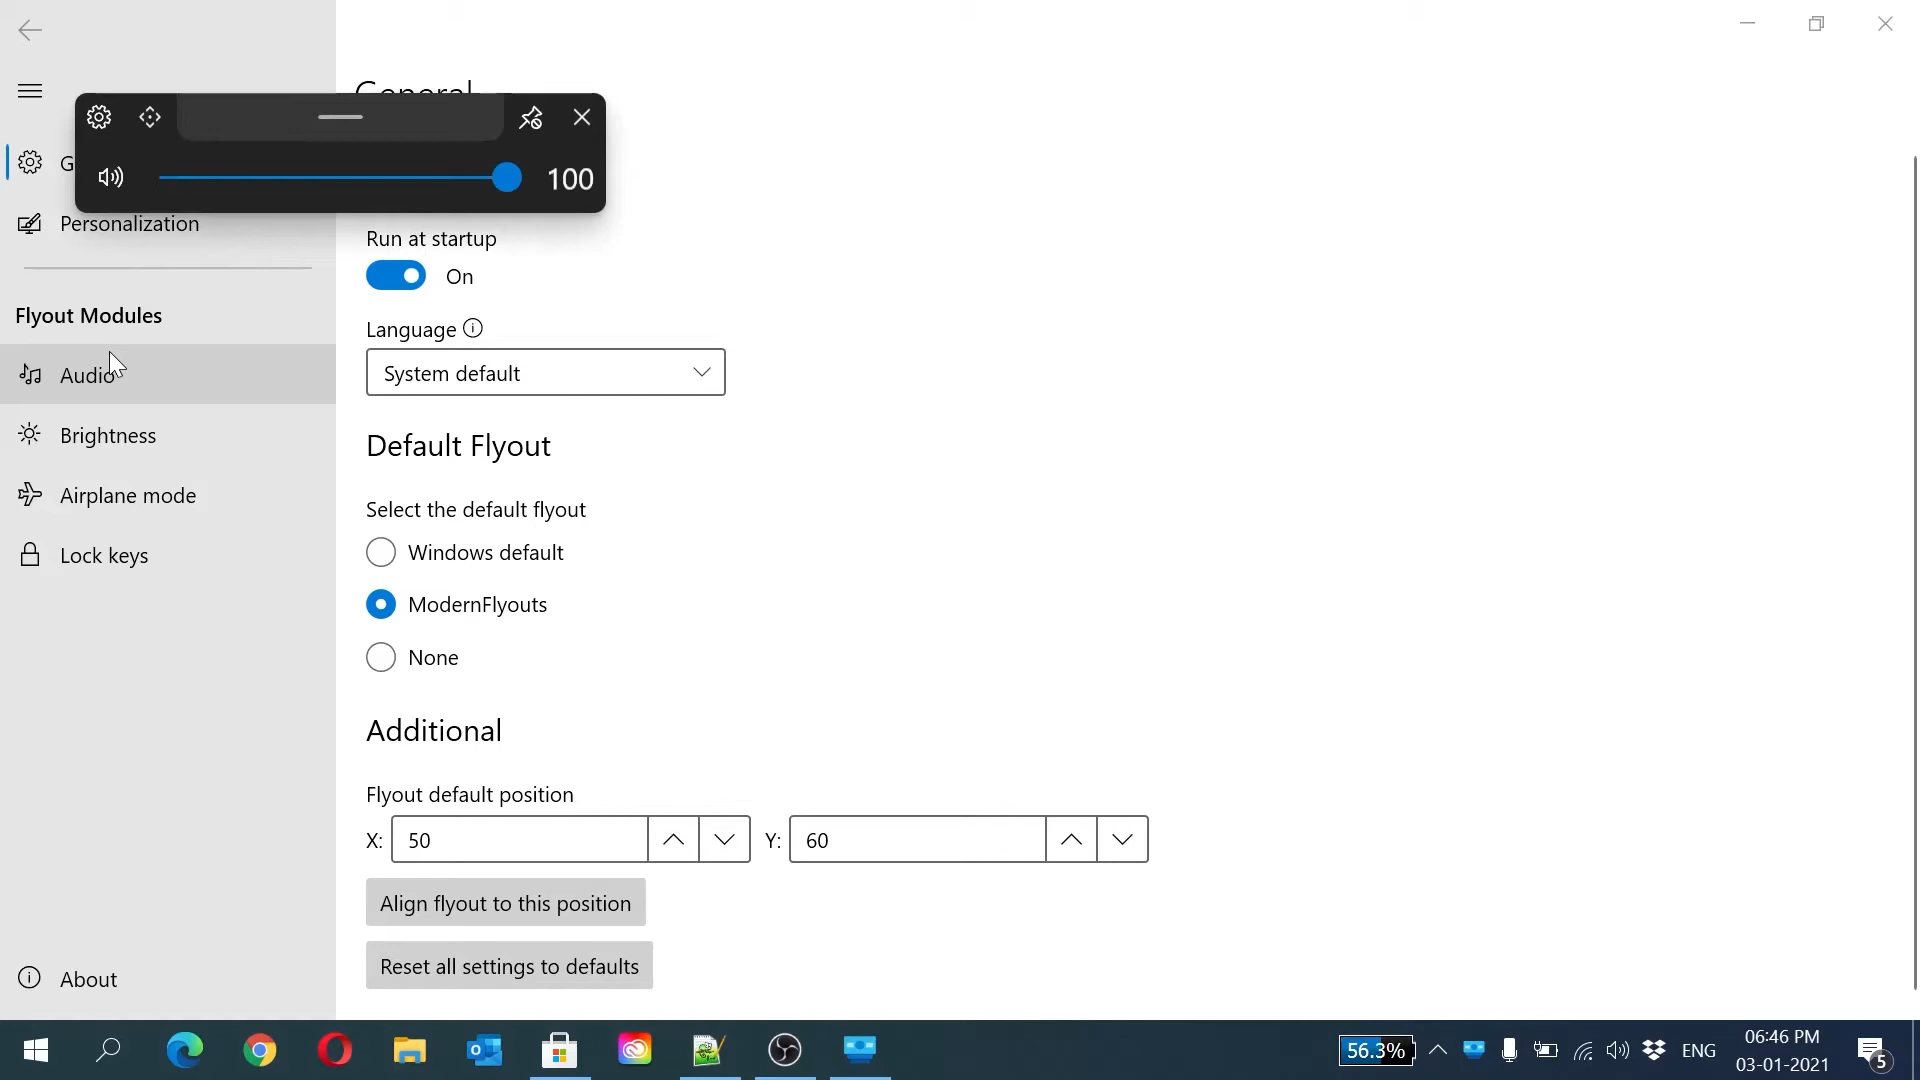 General
G
100
Personalization
Run at startup
On
Flyout Modules
Language
Audio
System default
Brightness
Default Flyout
Airplane mode
Select the default flyout
Lock keys
Windows default
ModernFlyouts
None
Additional
Flyout default position
X: 50 Y: 60
Align flyout to this position
Reset all settings to defaults
About
56.3% ENG 06:46 PM
03-01-2021
5